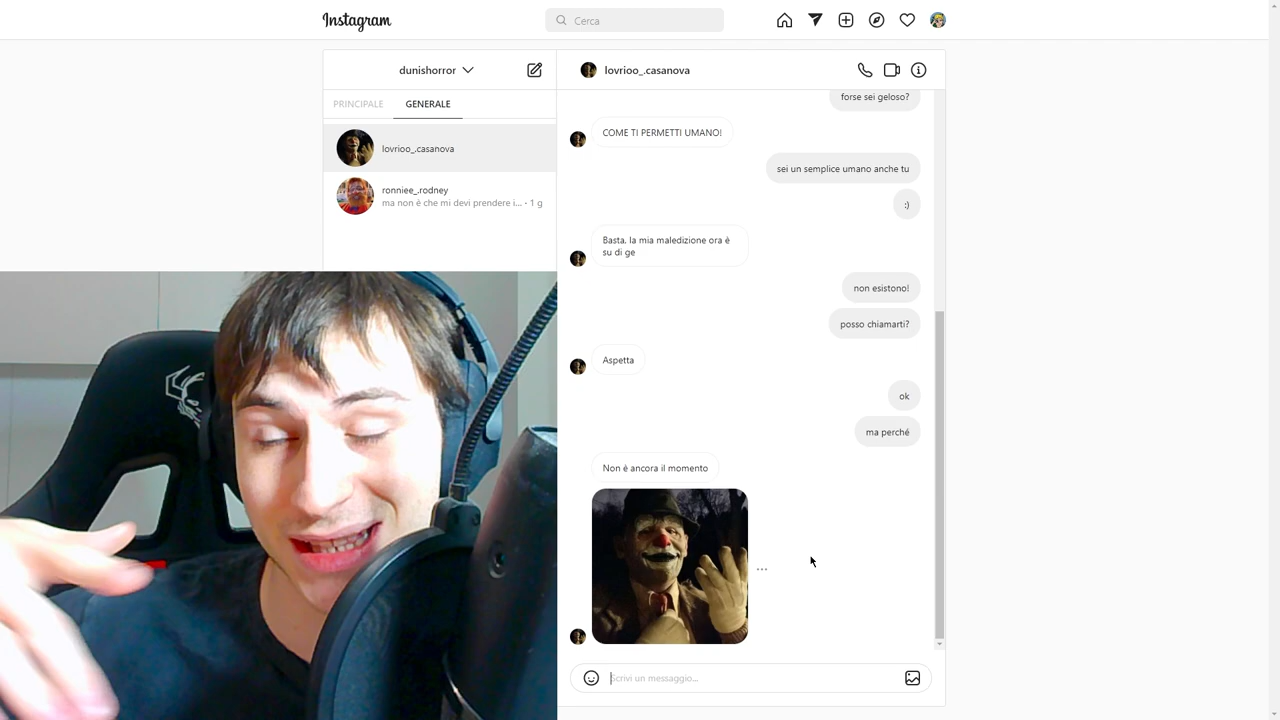 Instagram
Cerca
dunishorror
lovrioo_.casanova
PRINCIPALE
GENERALE
lovrioo_.casanova
ronniee_.rodney
ma non è che mi devi prendere i... · 1 g
forse sei geloso?
COME TI PERMETTI UMANO!
sei un semplice umano anche tu
:)
Basta, la mia maledizione ora è
su di ge
non esistono!
posso chiamarti?
Aspetta
ok
ma perché
Non è ancora il momento
Scrivi un messaggio...